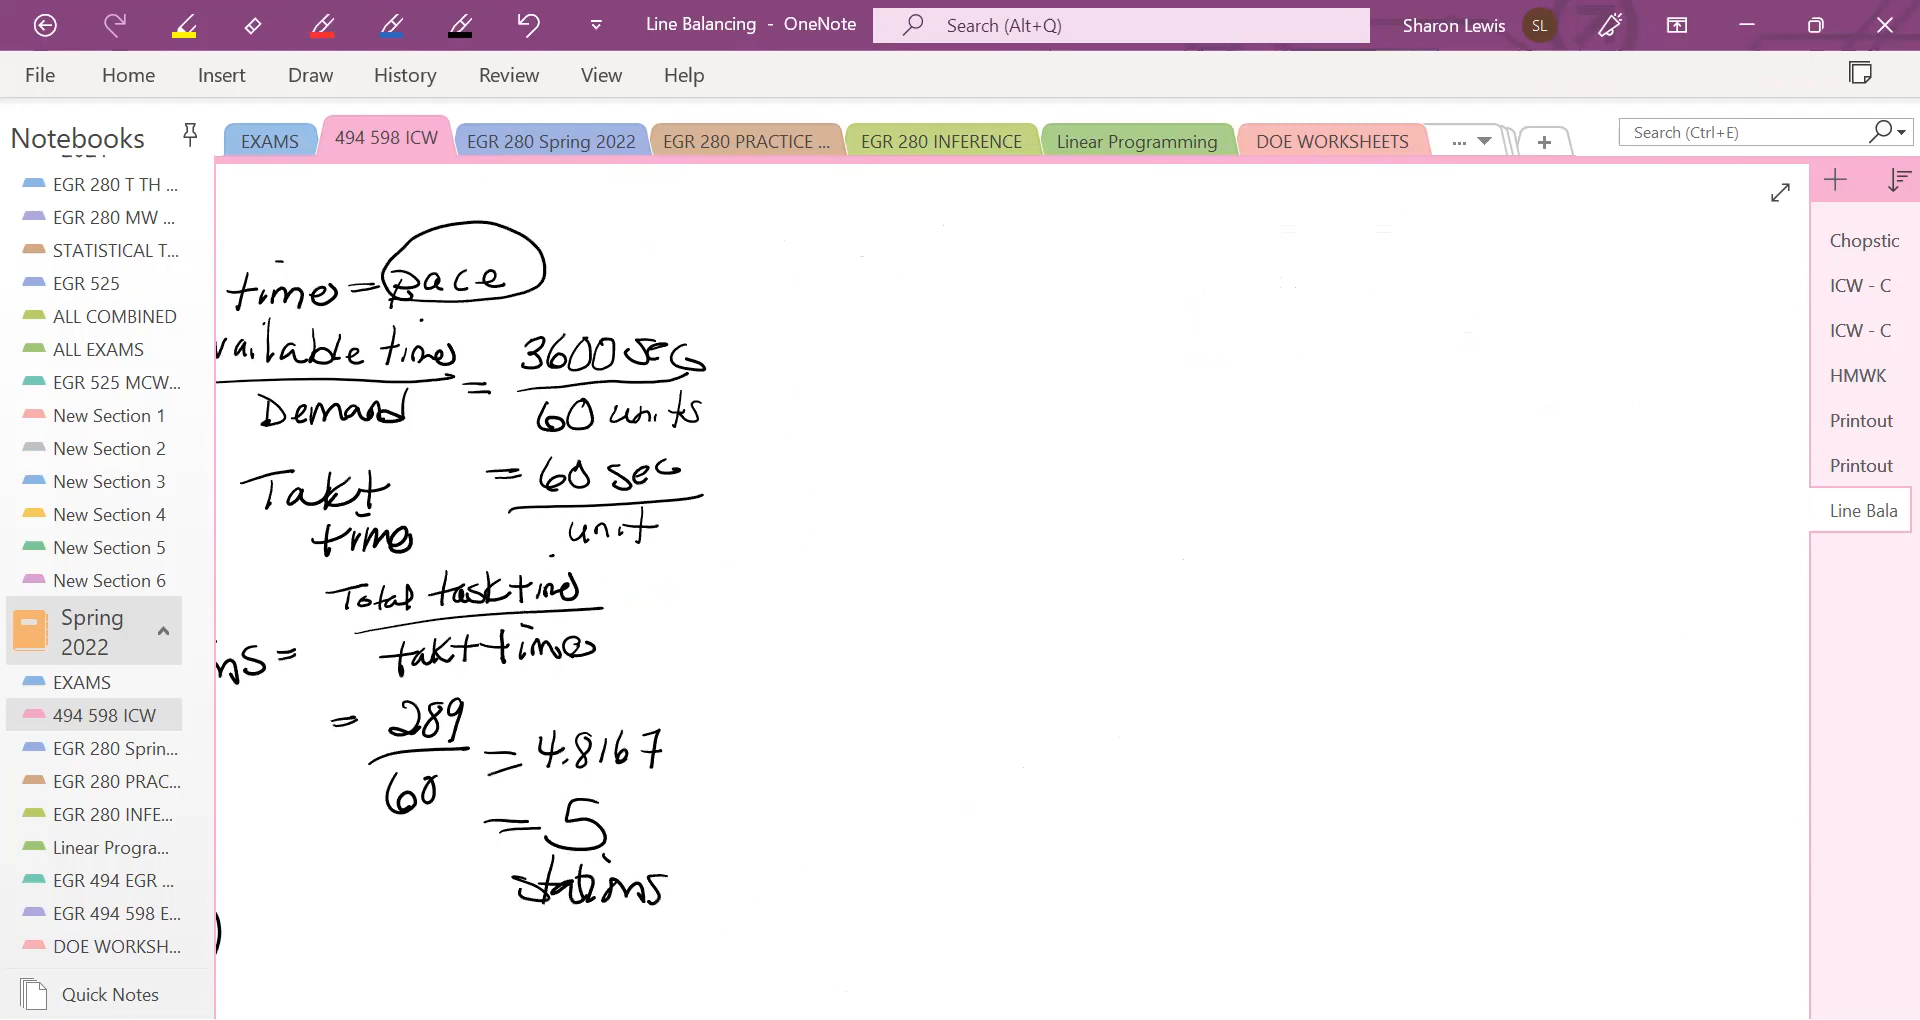 Line Balancing - OneNote
Search (Alt+Q)
Sharon Lewis
SL
File
Home
Insert
Draw
History
Review
View
Help
Notebooks
EXAMS
494 598 ICW
EGR 280 Spring 2022
EGR 280 PRACTICE ...
EGR 280 INFERENCE
Linear Programming
DOE WORKSHEETS
...
Search (Ctrl+E)
EGR 280 T TH ...
EGR 280 MW ...
STATISTICAL T...
EGR 525
ALL COMBINED
ALL EXAMS
EGR 525 MCW...
New Section 1
New Section 2
New Section 3
New Section 4
New Section 5
New Section 6
Spring
2022
EXAMS
494 598 ICW
EGR 280 Sprin...
EGR 280 PRAC...
EGR 280 INFE...
Linear Progra...
EGR 494 EGR ...
EGR 494 598 E...
DOE WORKSH...
Quick Notes
time = pace
vailable time = 3600 sec
Demand
60 units
Takt
time
= 60 sec
unit
Total task time
takt time
ns =
= 289
60
= 4.8167
= 5
stations
)
Chopstic
ICW - C
ICW - C
HMWK
Printout
Printout
Line Bala